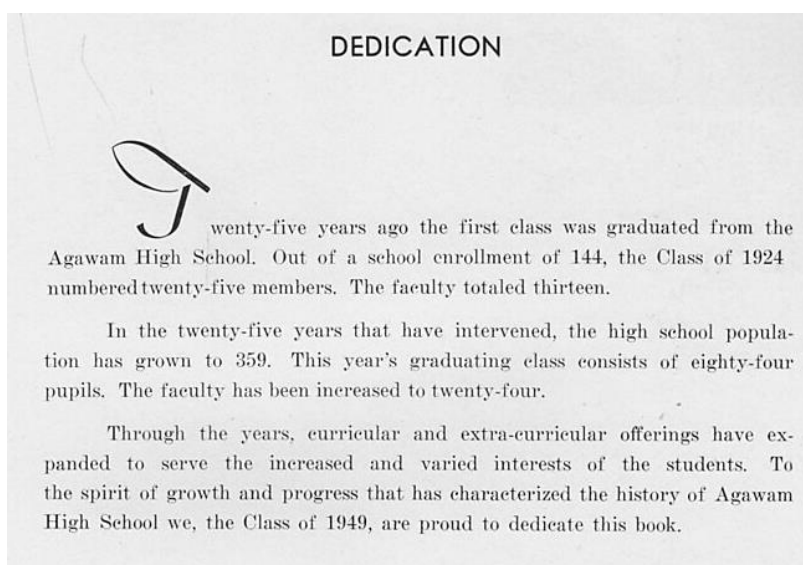 DEDICATION
Twenty-five years ago the first class was graduated from the
Agawam High School. Out of a school enrollment of 144, the Class of 1924
numbered twenty-five members. The faculty totaled thirteen.
In the twenty-five years that have intervened, the high school popula-
tion has grown to 359. This year's graduating class consists of eighty-four
pupils. The faculty has been increased to twenty-four.
Through the years, curricular and extra-curricular offerings have ex-
panded to serve the increased and varied interests of the students. To
the spirit of growth and progress that has characterized the history of Agawam
High School we, the Class of 1949, are proud to dedicate this book.